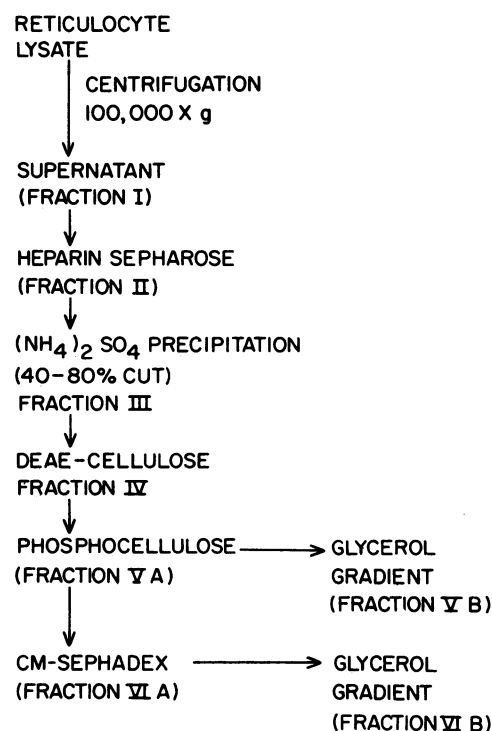 RETICULOCYTE
LYSATE
CENTRIFUGATION
100,000 X g
SUPERNATANT
(FRACTION I)
HEPARIN SEPHAROSE
(FRACTION II)
(NH4)2 SO4 PRECIPITATION
(40-80% CUT)
FRACTION III
DEAE-CELLULOSE
FRACTION IV
PHOSPHOCELLULOSE
(FRACTION V A)
GLYCEROL
GRADIENT
(FRACTION V B)
CM-SEPHADEX
(FRACTION VI A)
GLYCEROL
GRADIENT
(FRACTION VI B)